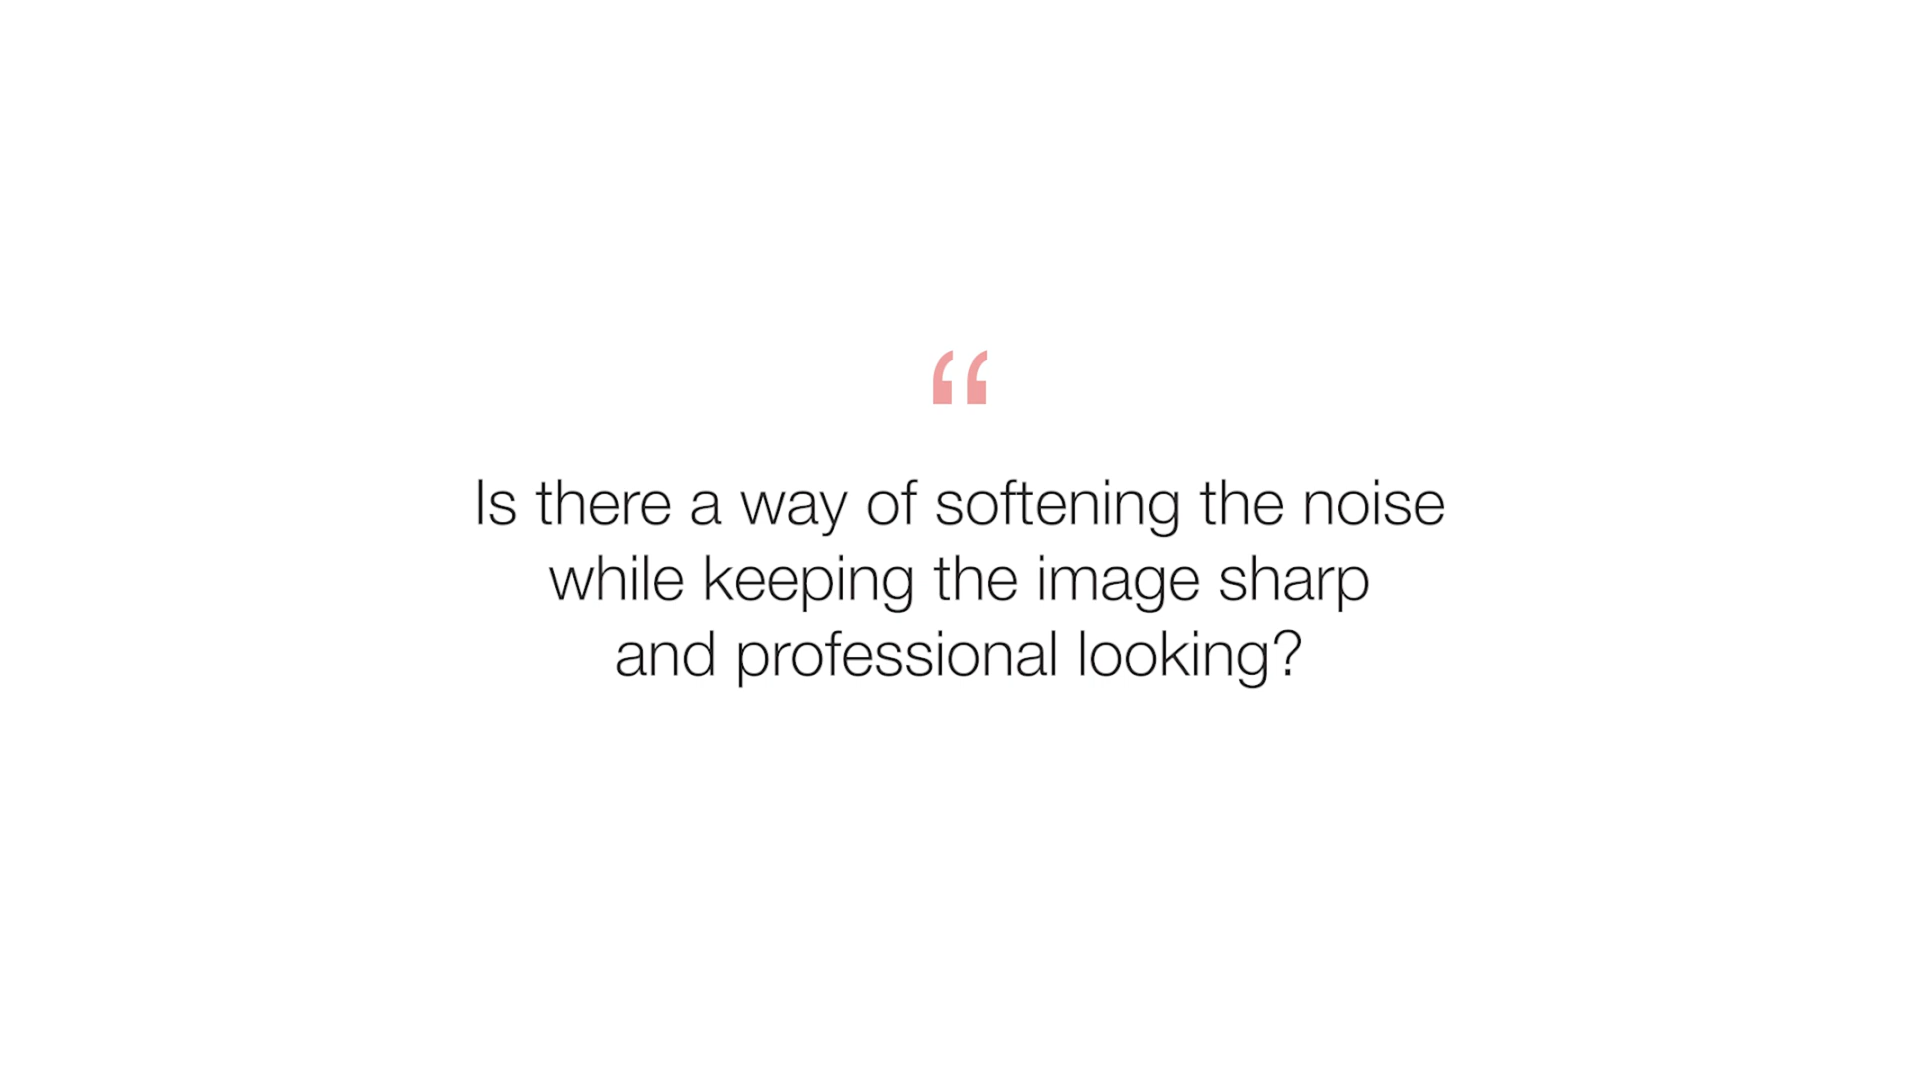 “
Is there a way of softening the noise
while keeping the image sharp
and professional looking?